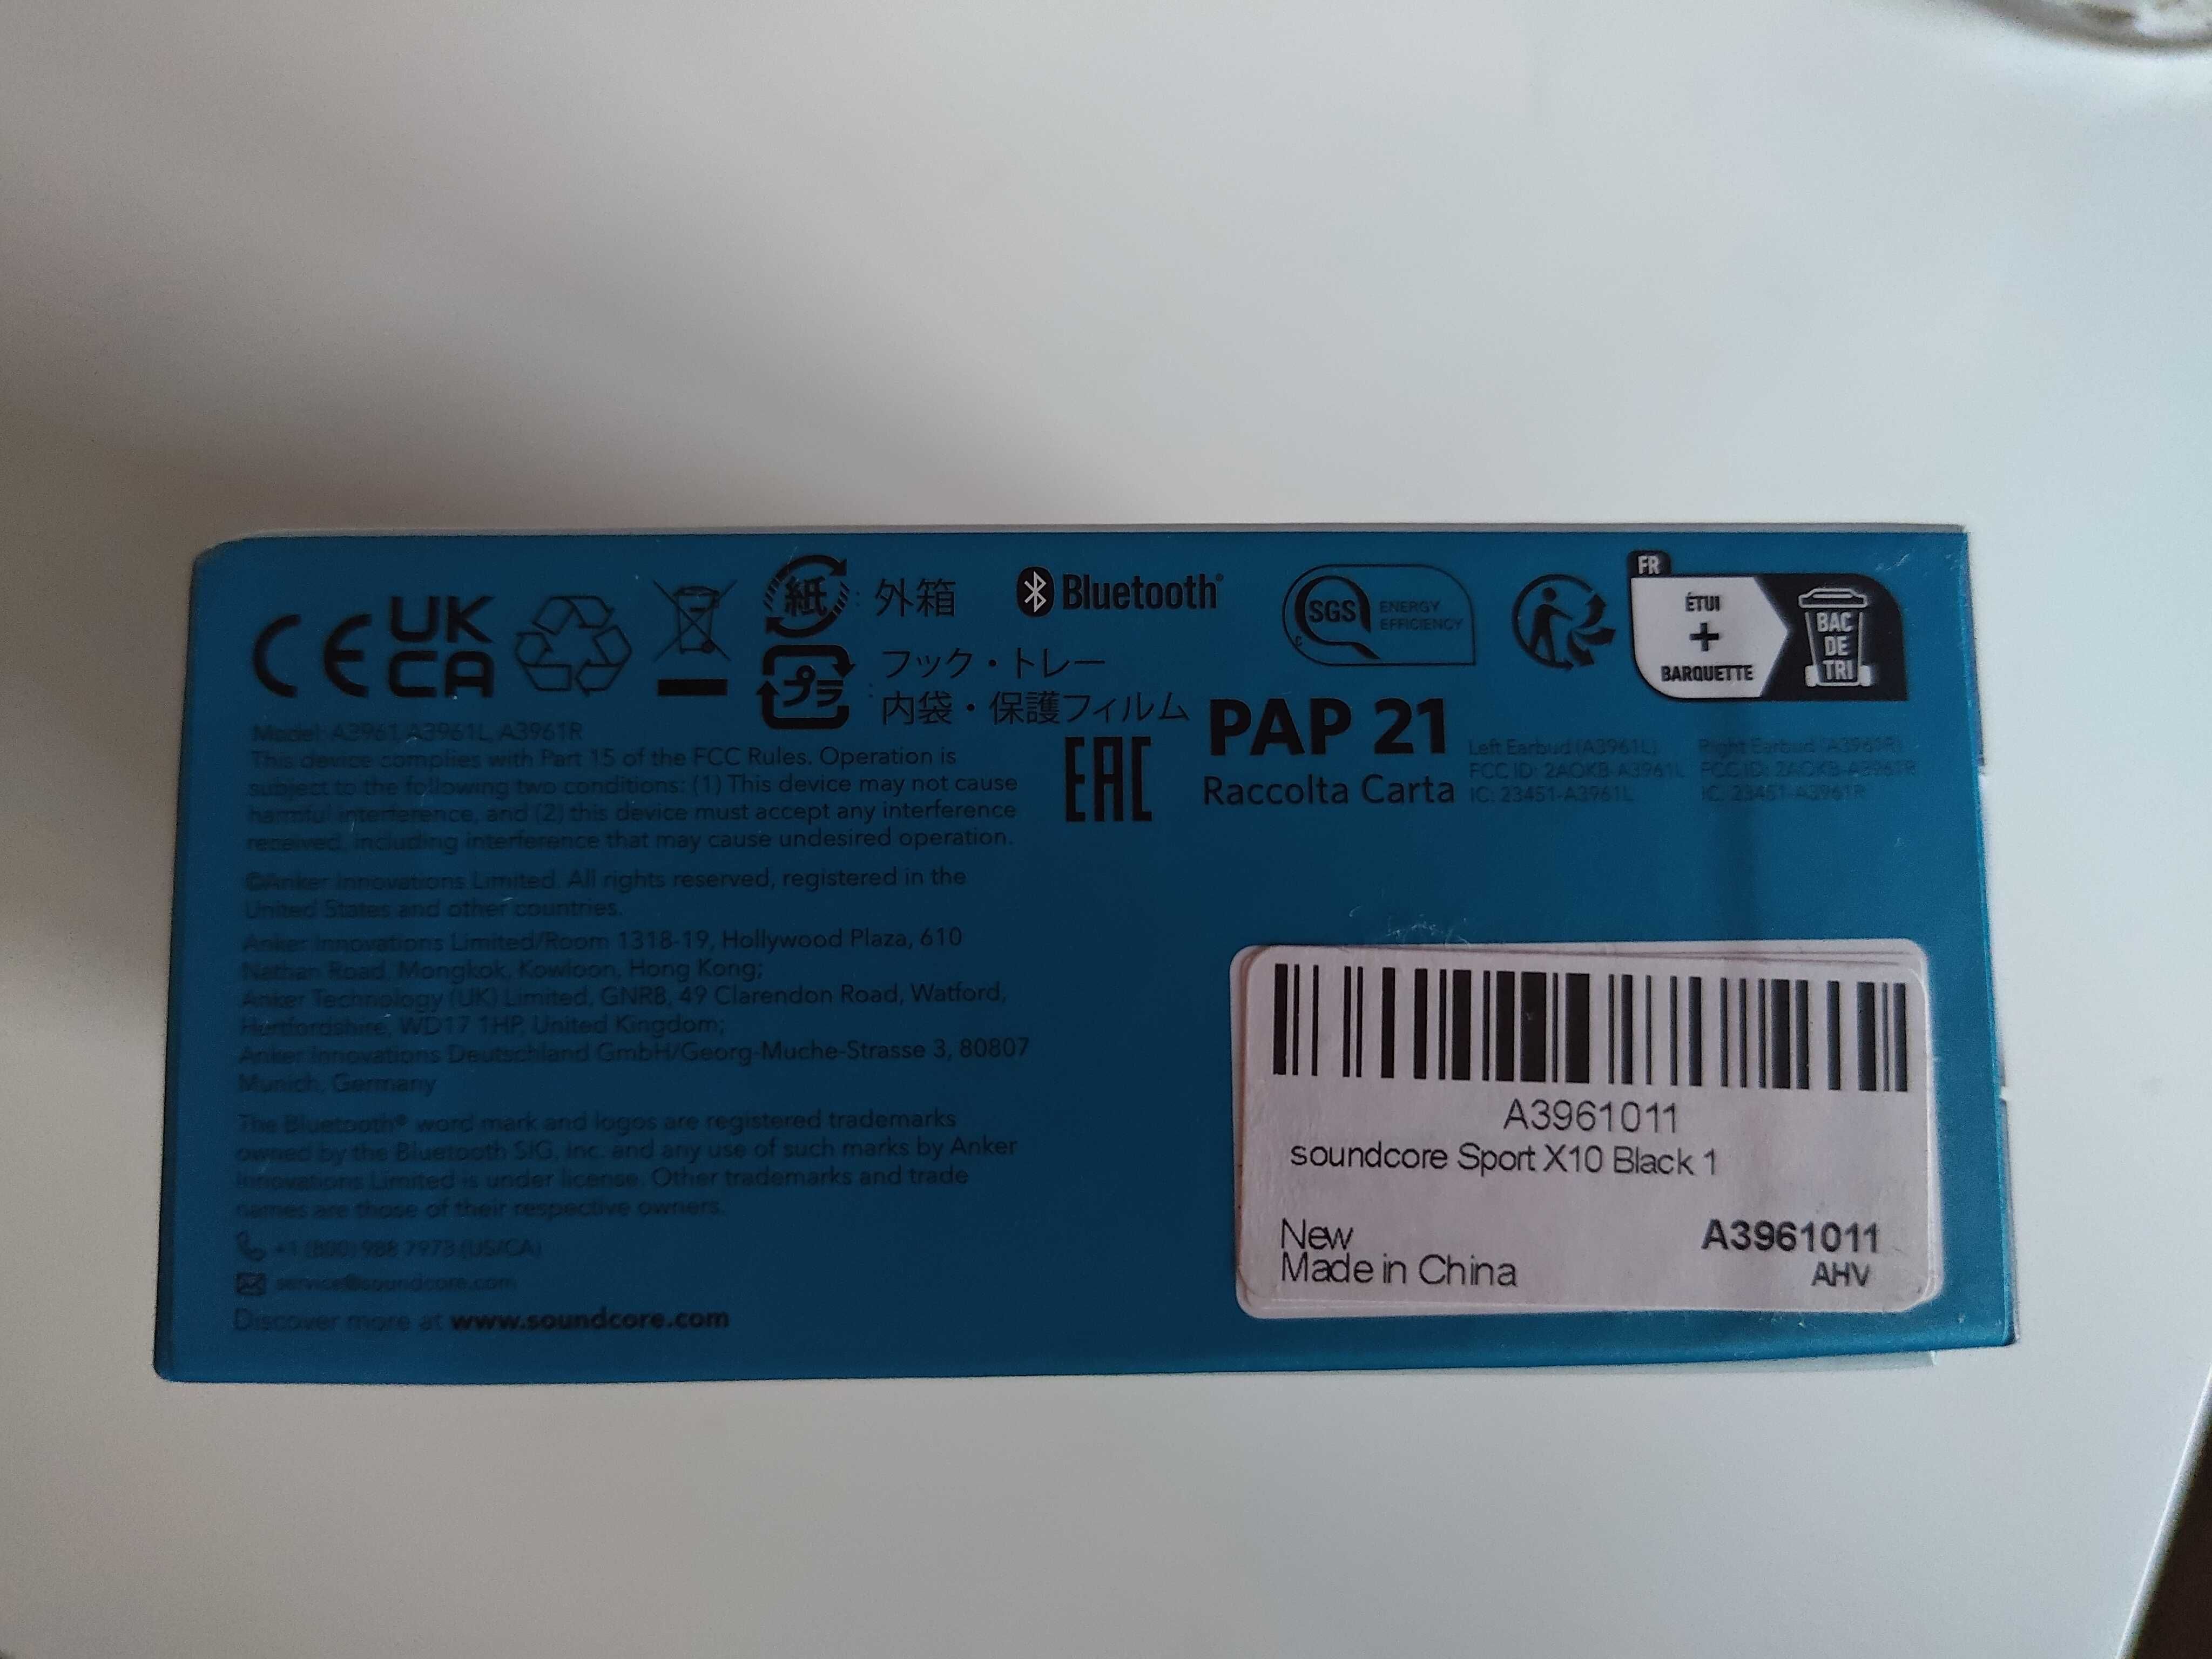 CE
UK
CA
紙 : 外箱
プラ : フック・トレー
内袋・保護フィルム
Bluetooth®
SGS
ENERGY
EFFICIENCY
FR
ÉTUI
+
BARQUETTE
BAC
DE
TRI
EAC
PAP 21
Raccolta Carta
Left Earbud (A3961L)
FCC ID: 2AOKB-A3961L
IC: 23451-A3961L
Right Earbud (A3961R)
FCC ID: 2AOKB-A3961R
IC: 23451-A3961R
Model: A3961, A3961L, A3961R
This device complies with Part 15 of the FCC Rules. Operation is
subject to the following two conditions: (1) This device may not cause
harmful interference, and (2) this device must accept any interference
received, including interference that may cause undesired operation.
©Anker Innovations Limited. All rights reserved, registered in the
United States and other countries.
Anker Innovations Limited/Room 1318-19, Hollywood Plaza, 610
Nathan Road, Mongkok, Kowloon, Hong Kong;
Anker Technology (UK) Limited, GNR8, 49 Clarendon Road, Watford,
Hertfordshire, WD17 1HP, United Kingdom;
Anker Innovations Deutschland GmbH/Georg-Muche-Strasse 3, 80807
Munich, Germany
The Bluetooth® word mark and logos are registered trademarks
owned by the Bluetooth SIG, Inc. and any use of such marks by Anker
Innovations Limited is under license. Other trademarks and trade
names are those of their respective owners.
+1 (800) 988 7973 (US/CA)
service@soundcore.com
Discover more at www.soundcore.com
A3961011
soundcore Sport X10 Black 1
New
Made in China
A3961011
AHV